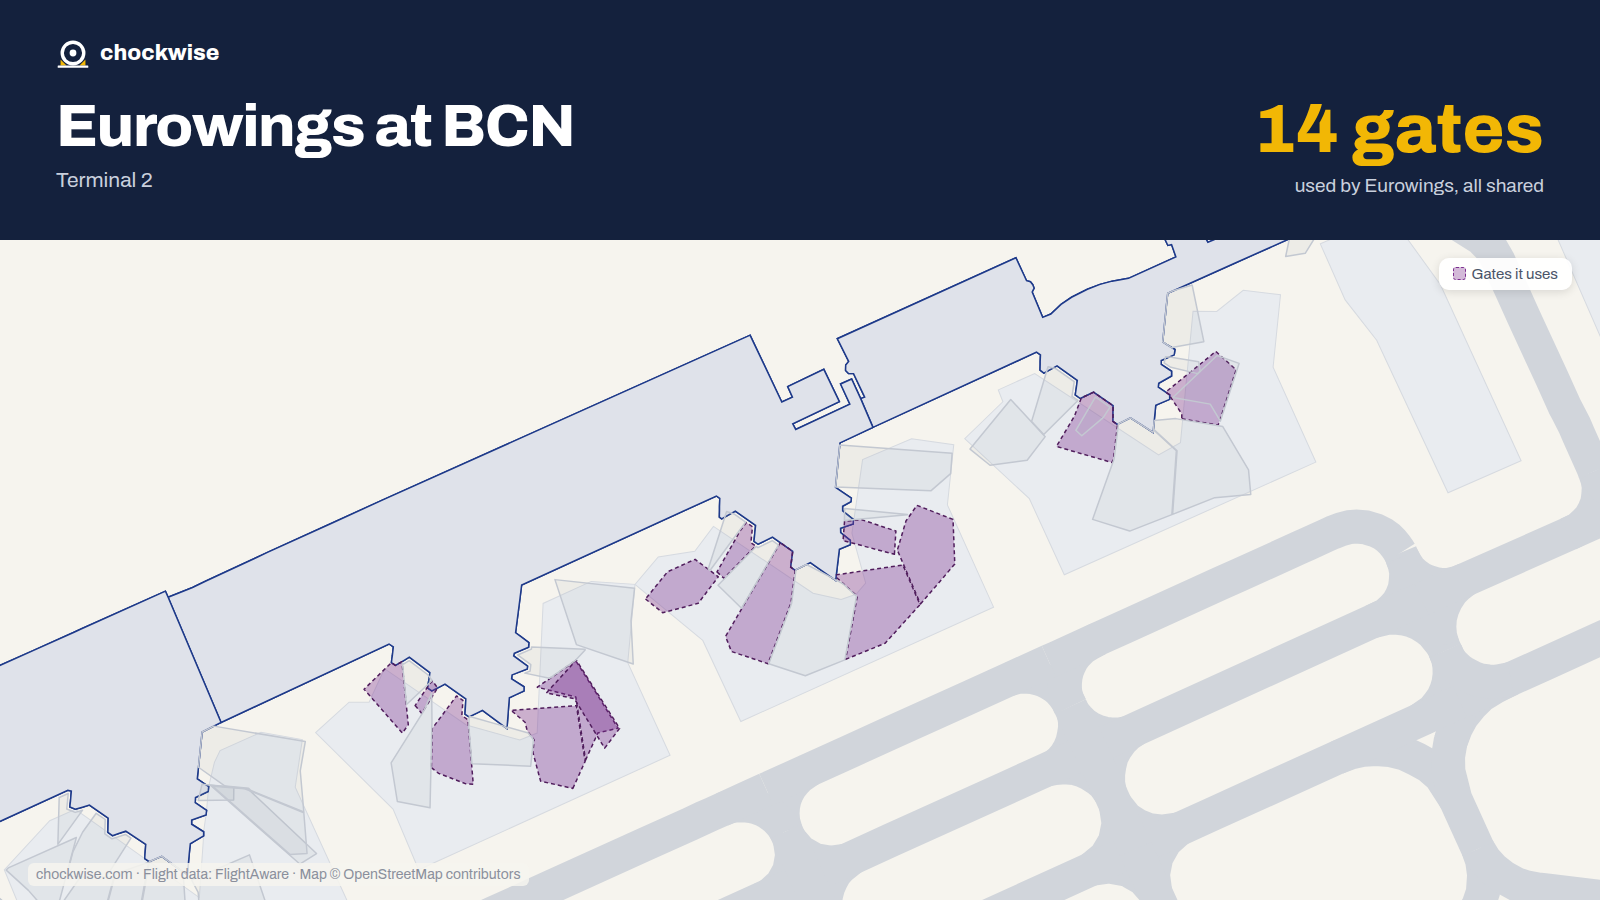 chockwise
Eurowings at BCN
Terminal 2
14 gates
used by Eurowings, all shared
Gates it uses
chockwise.com · Flight data: FlightAware · Map © OpenStreetMap contributors